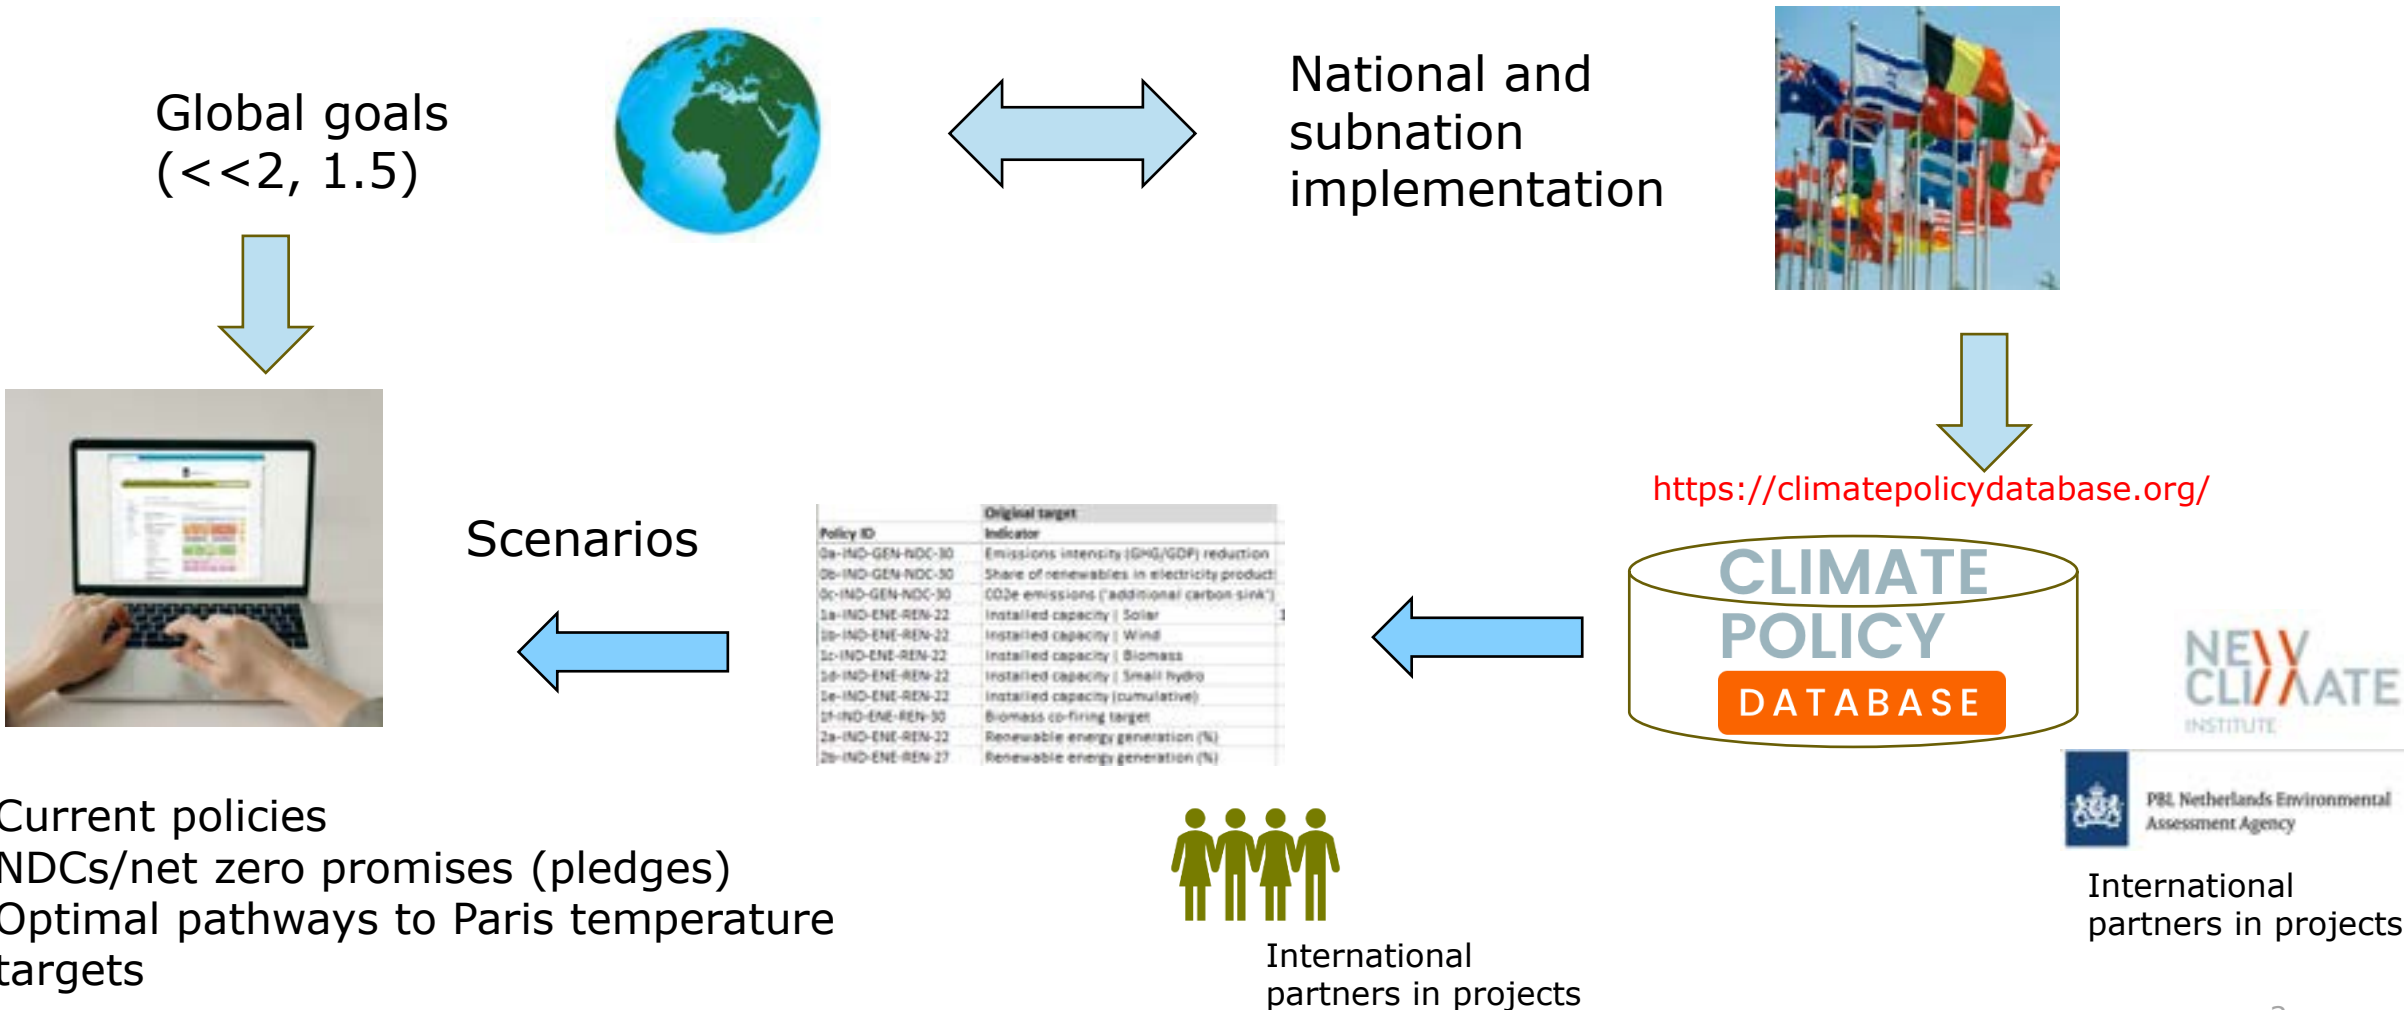 Global goals
(<<2, 1.5)
National and
subnation
implementation
https://climatepolicydatabase.org/
CLIMATE
POLICY
DATABASE
NEW
CLIMATE
INSTITUTE
PBL Netherlands Environmental
Assessment Agency
International
partners in projects
Scenarios
Original target
Policy ID Indicator
0a-IND-GEN-NDC-30 Emissions intensity (GHG/GDP) reduction
0b-IND-GEN-NDC-30 Share of renewables in electricity product
0c-IND-GEN-NDC-30 CO2e emissions ('additional carbon sink')
1a-IND-ENE-REN-22 Installed capacity | Solar 1
1b-IND-ENE-REN-22 Installed capacity | Wind
1c-IND-ENE-REN-22 Installed capacity | Biomass
1d-IND-ENE-REN-22 Installed capacity | Small hydro
1e-IND-ENE-REN-22 Installed capacity (cumulative)
1f-IND-ENE-REN-30 Biomass co-firing target
2a-IND-ENE-REN-22 Renewable energy generation (%)
2b-IND-ENE-REN-27 Renewable energy generation (%)
International
partners in projects
Current policies
NDCs/net zero promises (pledges)
Optimal pathways to Paris temperature
targets